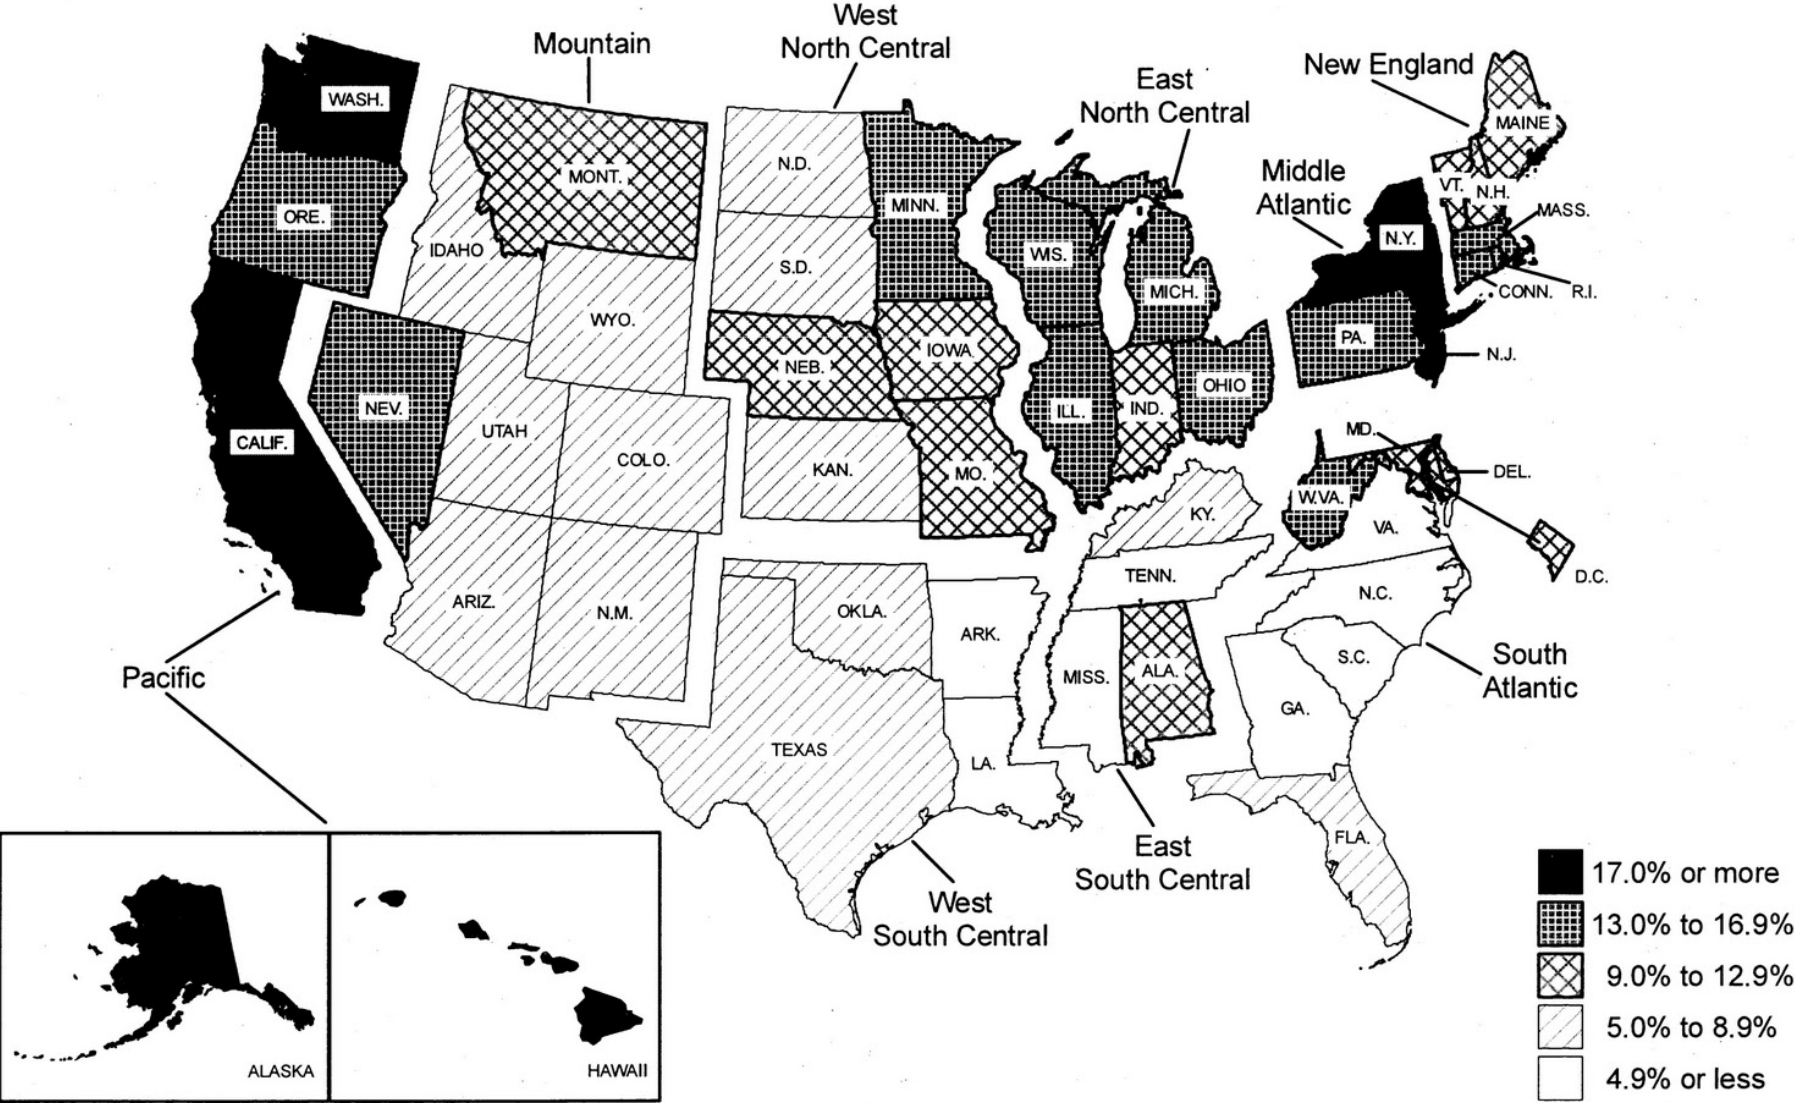 West
North Central
Mountain
New England
East
North Central
WASH.
MAINE
MONT.
N.D.
Middle
Atlantic
VT.
N.H.
MINN.
MASS.
ORE.
N.Y.
IDAHO
WIS.
S.D.
MICH.
CONN.
R.I.
WYO.
PA.
IOWA
N.J.
NEB.
OHIO
NEV.
ILL.
IND.
UTAH
MD.
CALIF.
COLO.
KAN.
MO.
DEL.
W.VA.
KY.
VA.
TENN.
D.C.
ARIZ.
N.M.
OKLA.
N.C.
ARK.
South
Atlantic
S.C.
Pacific
MISS.
ALA.
GA.
TEXAS
LA.
FLA.
East
South Central
West
South Central
17.0% or more
13.0% to 16.9%
9.0% to 12.9%
5.0% to 8.9%
4.9% or less
ALASKA
HAWAII